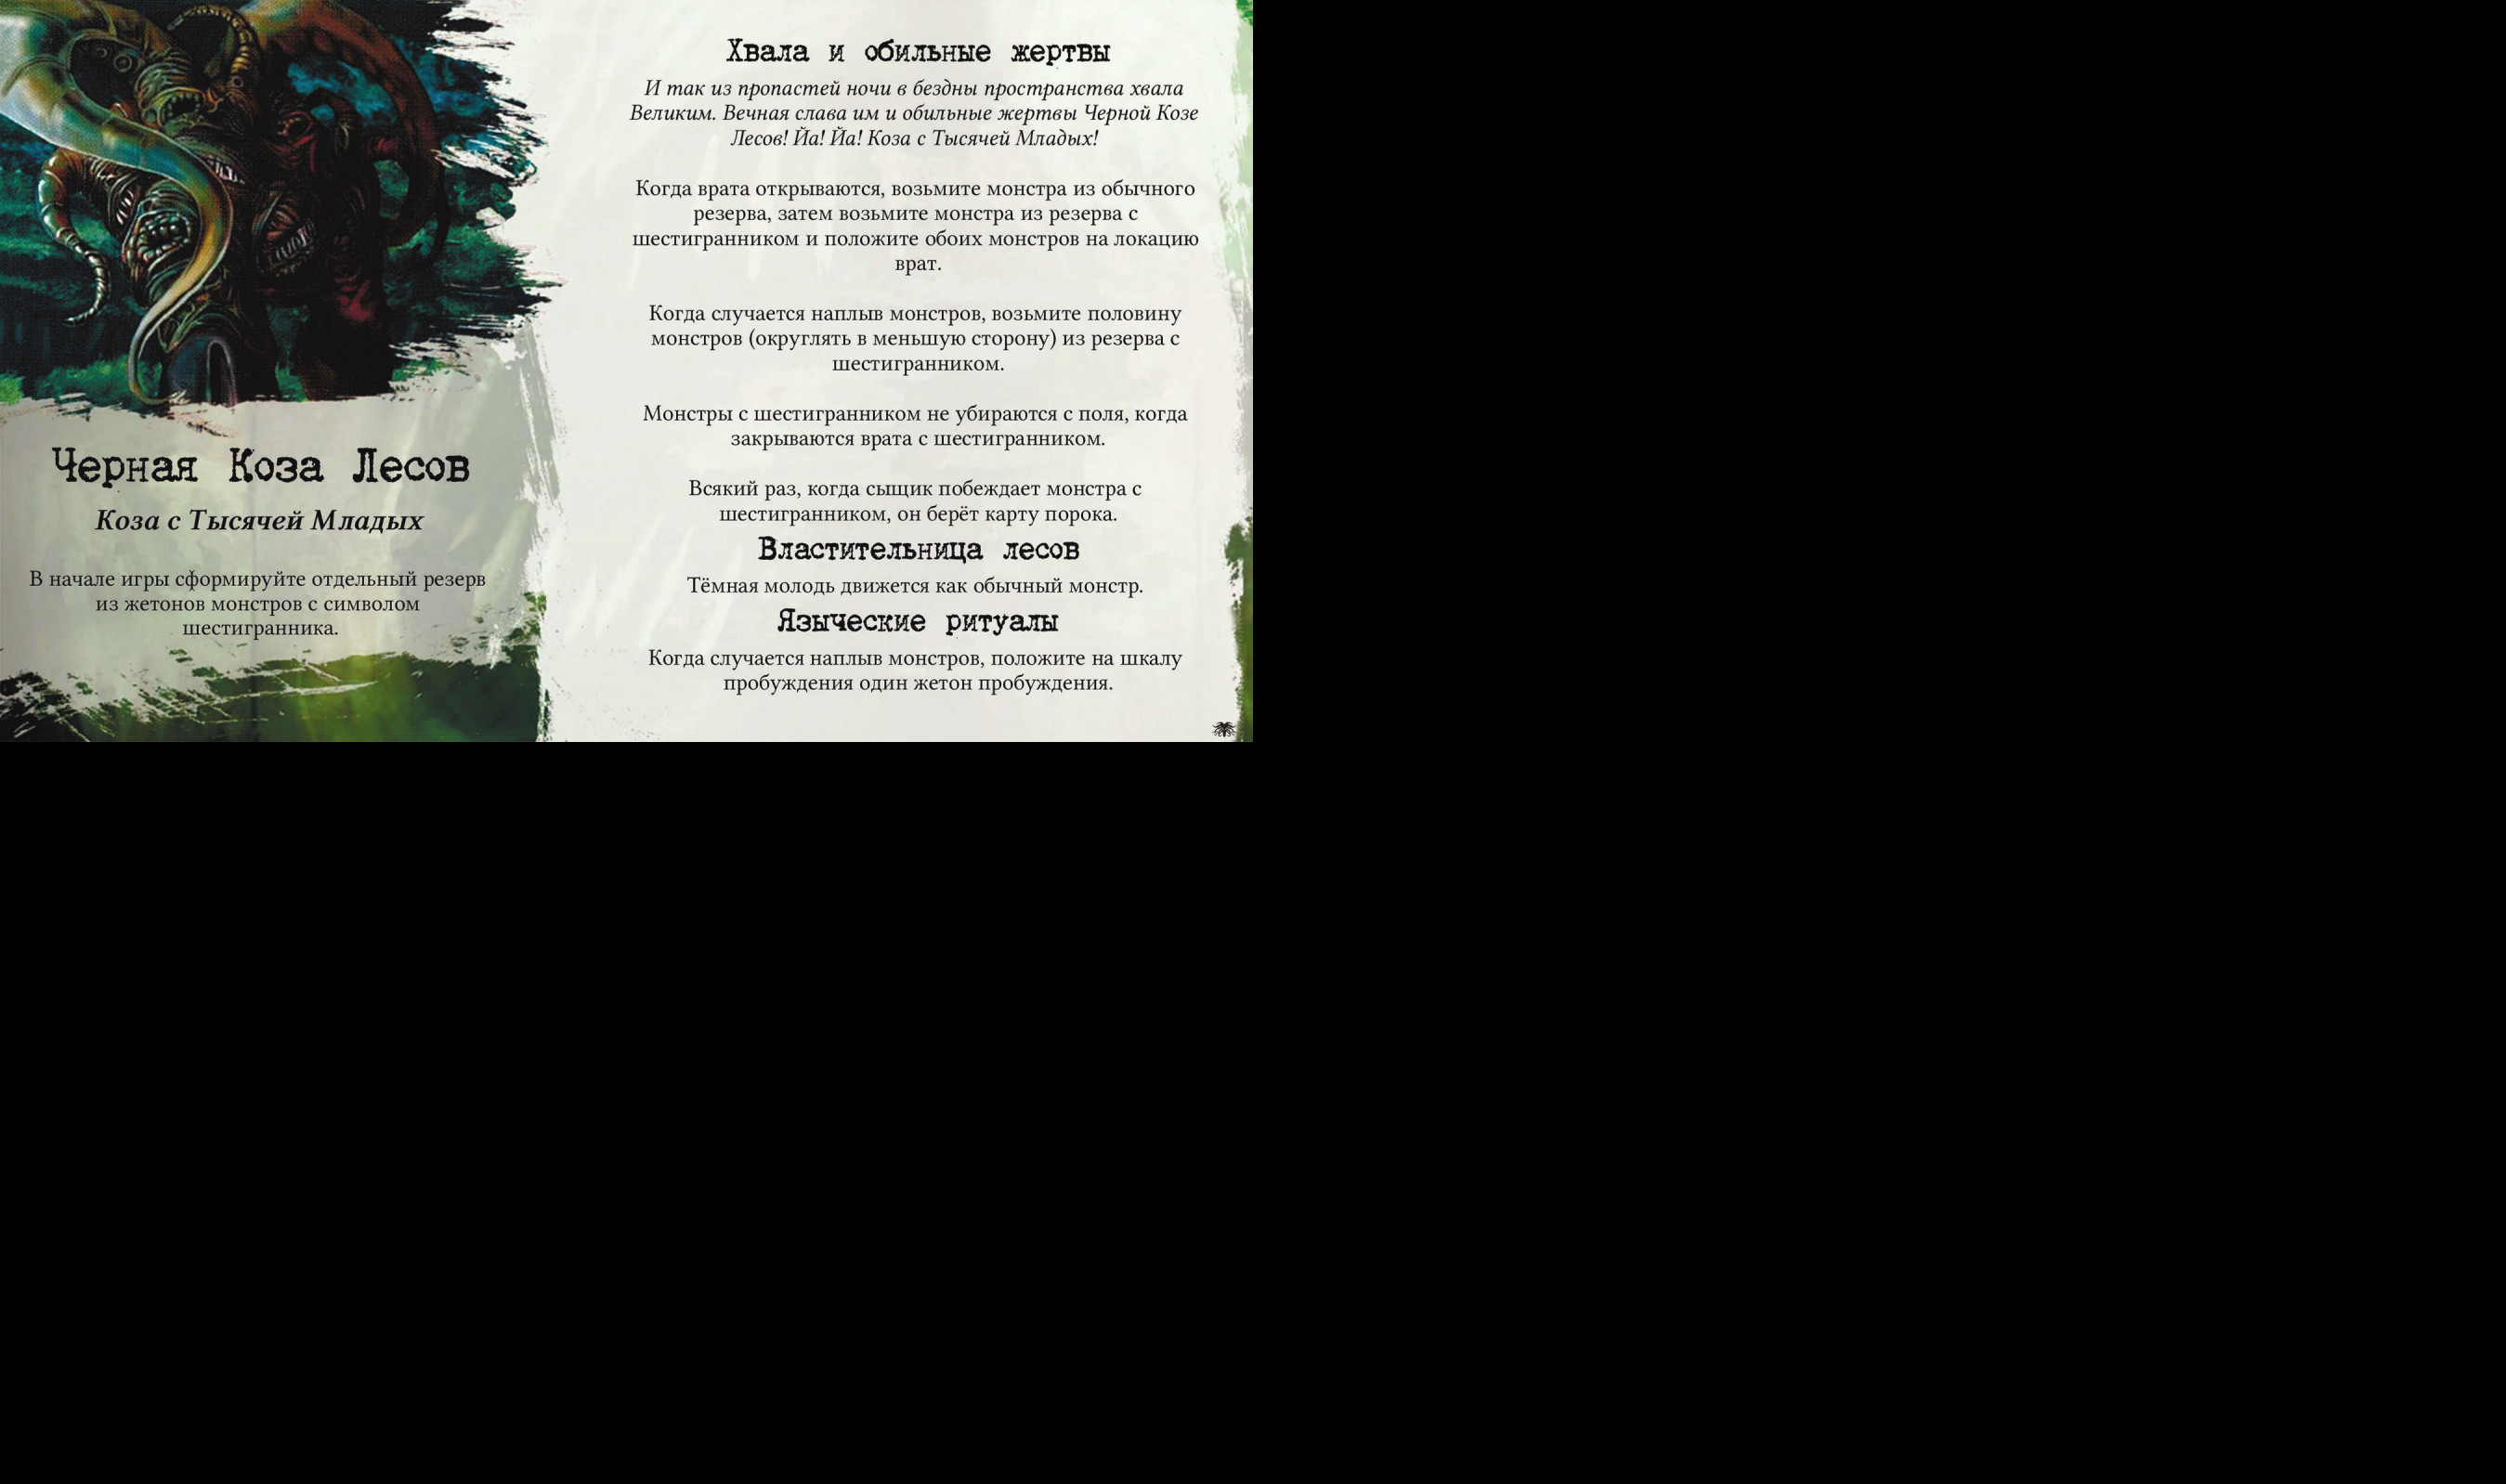 Черная Коза Лесов
Коза с Тысячей Младых
В начале игры сформируйте отдельный резерв
из жетонов монстров с символом
шестигранника.
Хвала и обильные жертвы
И так из пропастей ночи в бездны пространства хвала
Великим. Вечная слава им и обильные жертвы Черной Козе
Лесов! Йа! Йа! Коза с Тысячей Младых!
Когда врата открываются, возьмите монстра из обычного
резерва, затем возьмите монстра из резерва с
шестигранником и положите обоих монстров на локацию
врат.
Когда случается наплыв монстров, возьмите половину
монстров (округлять в меньшую сторону) из резерва с
шестигранником.
Монстры с шестигранником не убираются с поля, когда
закрываются врата с шестигранником.
Всякий раз, когда сыщик побеждает монстра с
шестигранником, он берёт карту порока.
Властительница лесов
Тёмная молодь движется как обычный монстр.
Языческие ритуалы
Когда случается наплыв монстров, положите на шкалу
пробуждения один жетон пробуждения.